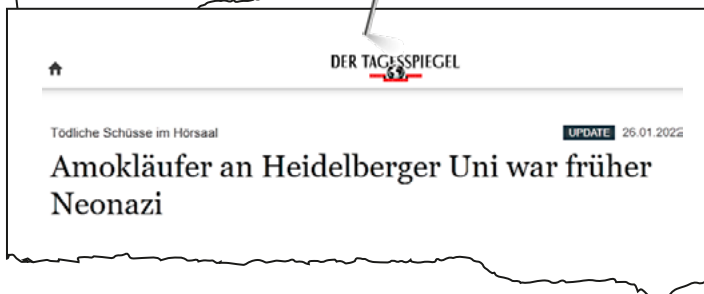 DER TAGESSPIEGEL
Tödliche Schüsse im Hörsaal
UPDATE 26.01.2022
Amokläufer an Heidelberger Uni war früher
Neonazi